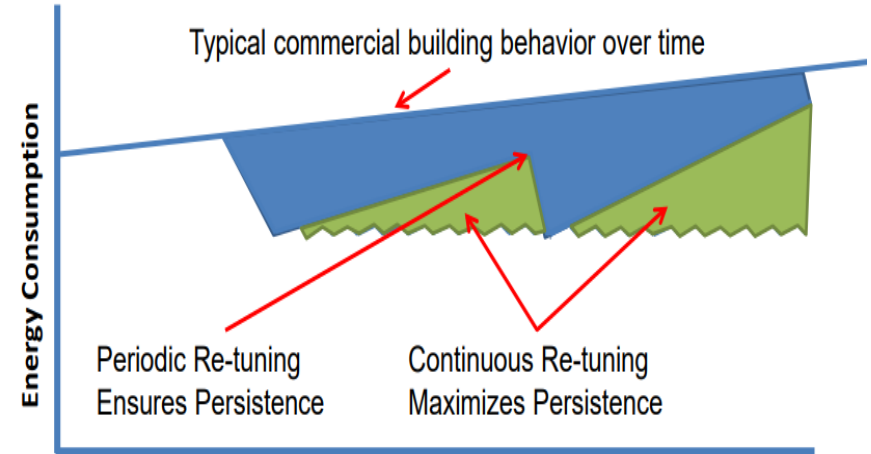 Typical commercial building behavior over time
Energy Consumption
Periodic Re-tuning
Ensures Persistence
Continuous Re-tuning
Maximizes Persistence